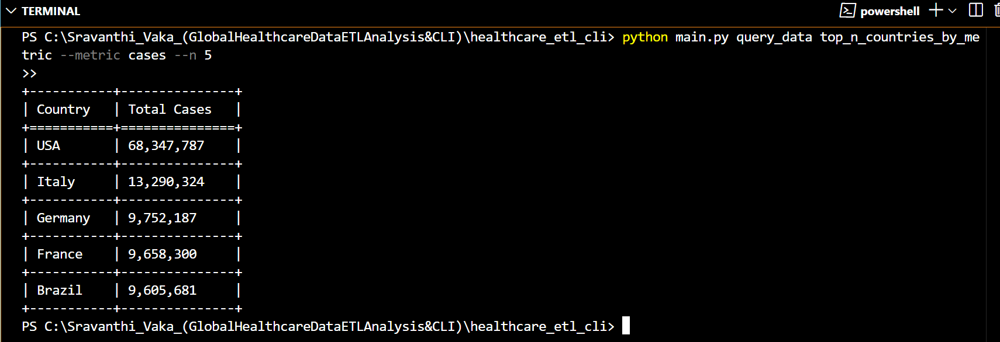 TERMINAL
powershell
PS C:\Sravanthi_Vaka_(GlobalHealthcareDataETLAnalysis&CLI)\healthcare_etl_cli> python main.py query_data top_n_countries_by_me
tric --metric cases --n 5
>>
+-----------+---------------+
| Country   | Total Cases   |
+===========+===============+
| USA       | 68,347,787    |
+-----------+---------------+
| Italy     | 13,290,324    |
+-----------+---------------+
| Germany   | 9,752,187     |
+-----------+---------------+
| France    | 9,658,300     |
+-----------+---------------+
| Brazil    | 9,605,681     |
+-----------+---------------+
PS C:\Sravanthi_Vaka_(GlobalHealthcareDataETLAnalysis&CLI)\healthcare_etl_cli>